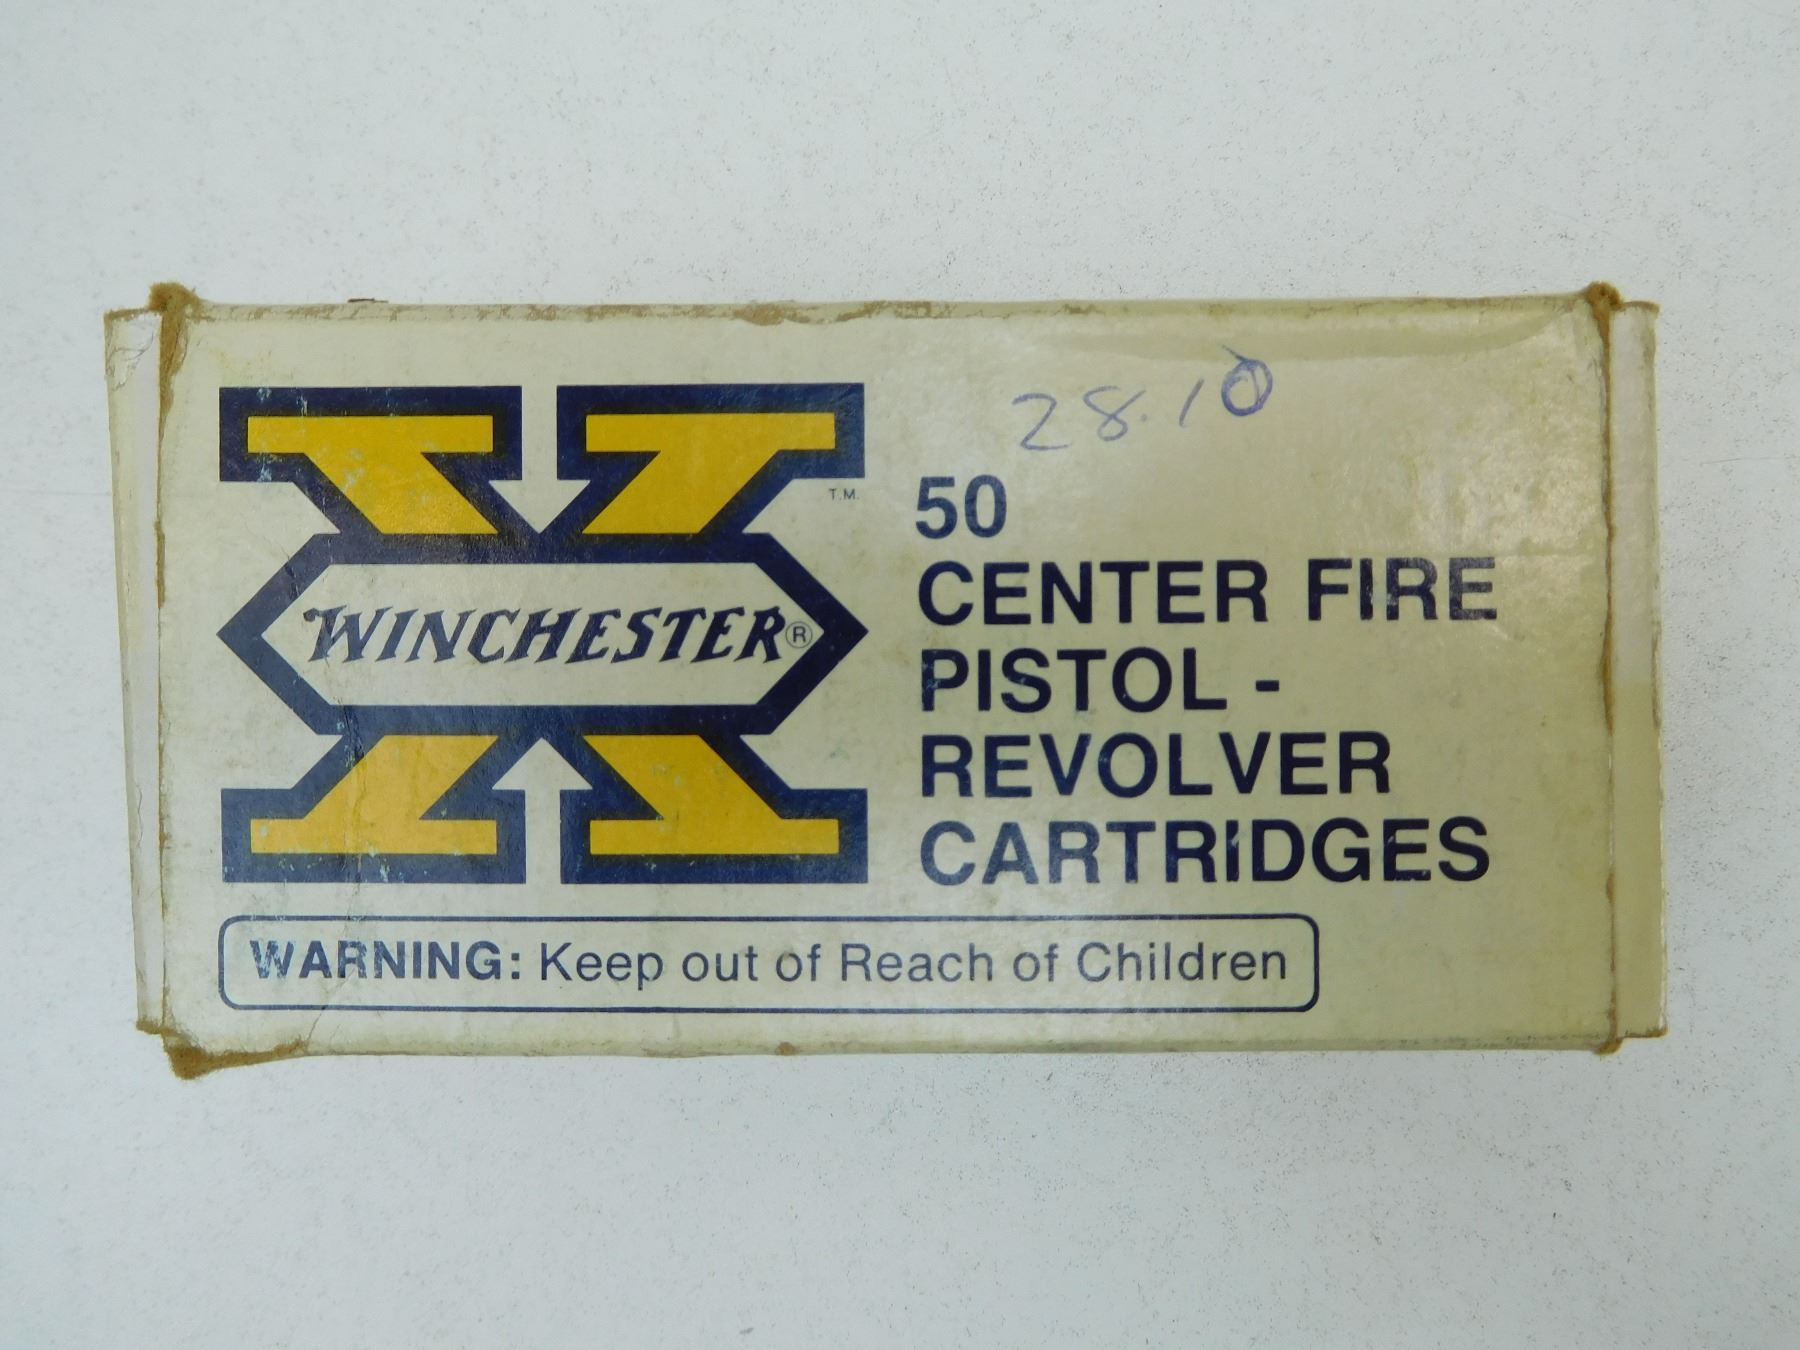 28.10
T.M.
WINCHESTER®
50
CENTER FIRE
PISTOL -
REVOLVER
CARTRIDGES
WARNING: Keep out of Reach of Children